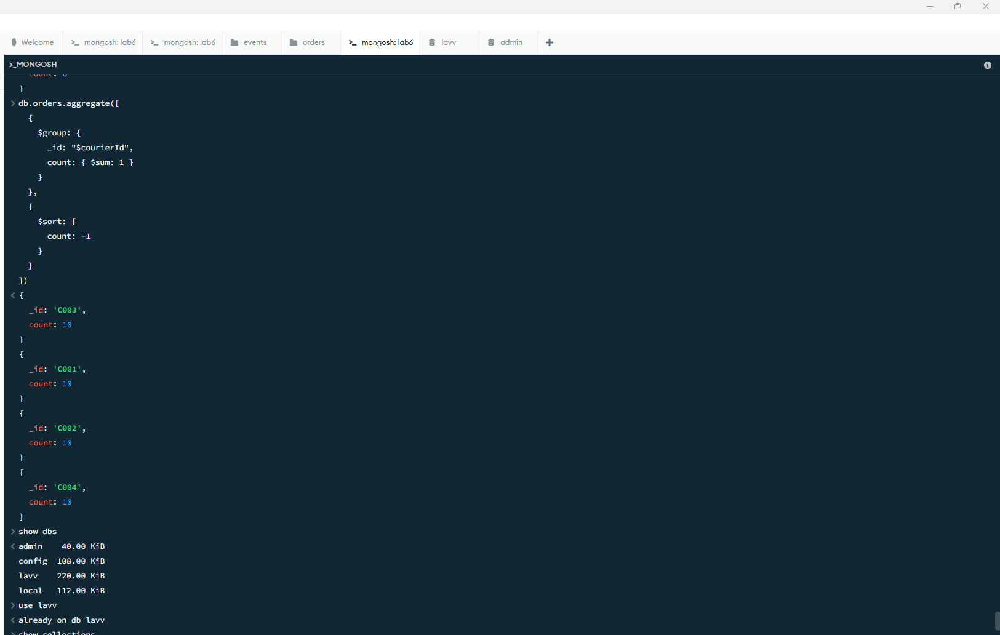 Welcome
>_ mongosh: lab6
>_ mongosh: lab6
events
orders
>_ mongosh: lab6
lavv
admin
>_MONGOSH
count: 6
}
> db.orders.aggregate([
{
$group: {
_id: "$courierId",
count: { $sum: 1 }
}
},
{
$sort: {
count: -1
}
}
])
< {
_id: 'C003',
count: 10
}
{
_id: 'C001',
count: 10
}
{
_id: 'C002',
count: 10
}
{
_id: 'C004',
count: 10
}
> show dbs
< admin 40.00 KiB
config 108.00 KiB
lavv 220.00 KiB
local 112.00 KiB
> use lavv
< already on db lavv
> show collections